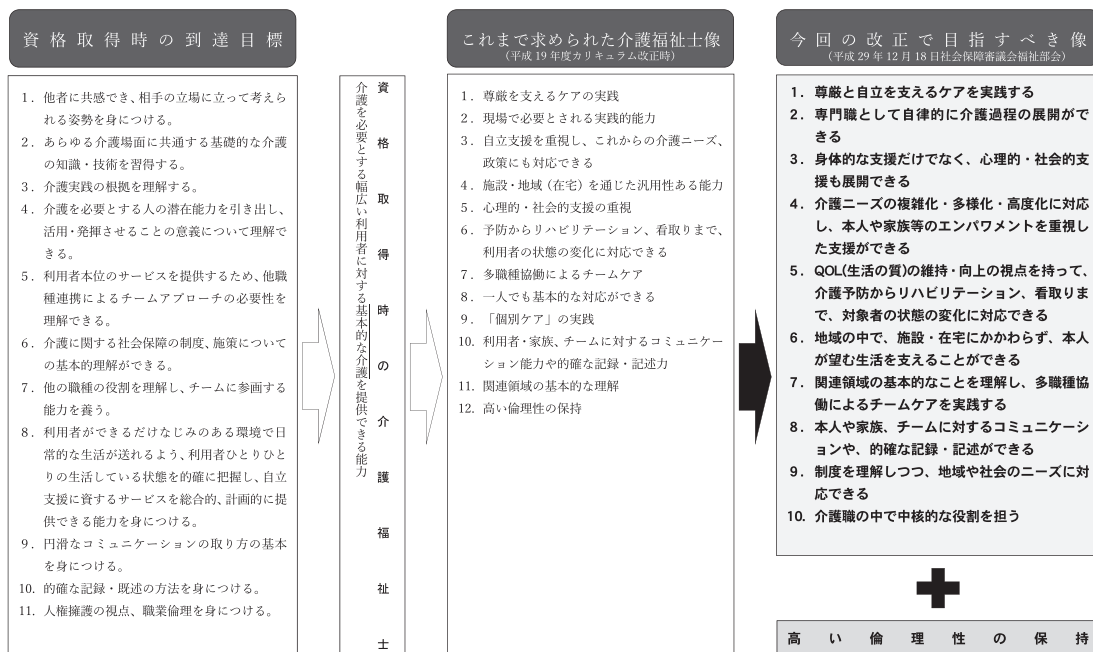 資格取得時の到達目標
1. 他者に共感でき、相手の立場に立って考えら
れる姿勢を身につける。
2. あらゆる介護場面に共通する基礎的な介護
の知識・技術を習得する。
3. 介護実践の根拠を理解する。
4. 介護を必要とする人の潜在能力を引き出し、
活用・発揮させることの意義について理解で
きる。
5. 利用者本位のサービスを提供するため、他職
種連携によるチームアプローチの必要性を
理解できる。
6. 介護に関する社会保障の制度、施策について
の基本的理解ができる。
7. 他の職種の役割を理解し、チームに参画する
能力を養う。
8. 利用者ができるだけなじみのある環境で日
常的な生活が送れるよう、利用者ひとりひと
りの生活している状態を的確に把握し、自立
支援に資するサービスを総合的、計画的に提
供できる能力を身につける。
9. 円滑なコミュニケーションの取り方の基本
を身につける。
10. 的確な記録・既述の方法を身につける。
11. 人権擁護の視点、職業倫理を身につける。
資格取得時の介護福祉士
介護を必要とする幅広い利用者に対する基本的な介護を提供できる能力
これまで求められた介護福祉士像
(平成19年度カリキュラム改正時)
1. 尊厳を支えるケアの実践
2. 現場で必要とされる実践的能力
3. 自立支援を重視し、これからの介護ニーズ、
政策にも対応できる
4. 施設・地域(在宅)を通じた汎用性ある能力
5. 心理的・社会的支援の重視
6. 予防からリハビリテーション、看取りまで、
利用者の状態の変化に対応できる
7. 多職種協働によるチームケア
8. 一人でも基本的な対応ができる
9. 「個別ケア」の実践
10. 利用者・家族、チームに対するコミュニケー
ション能力や的確な記録・記述力
11. 関連領域の基本的な理解
12. 高い倫理性の保持
今回の改正で目指すべき像
(平成29年12月18日社会保障審議会福祉部会)
1. 尊厳と自立を支えるケアを実践する
2. 専門職として自律的に介護過程の展開がで
きる
3. 身体的な支援だけでなく、心理的・社会的支
援も展開できる
4. 介護ニーズの複雑化・多様化・高度化に対応
し、本人や家族等のエンパワメントを重視し
た支援ができる
5. QOL(生活の質)の維持・向上の視点を持って、
介護予防からリハビリテーション、看取りま
で、対象者の状態の変化に対応できる
6. 地域の中で、施設・在宅にかかわらず、本人
が望む生活を支えることができる
7. 関連領域の基本的なことを理解し、多職種協
働によるチームケアを実践する
8. 本人や家族、チームに対するコミュニケーシ
ョンや、的確な記録・記述ができる
9. 制度を理解しつつ、地域や社会のニーズに対
応できる
10. 介護職の中で中核的な役割を担う
高い倫理性の保持